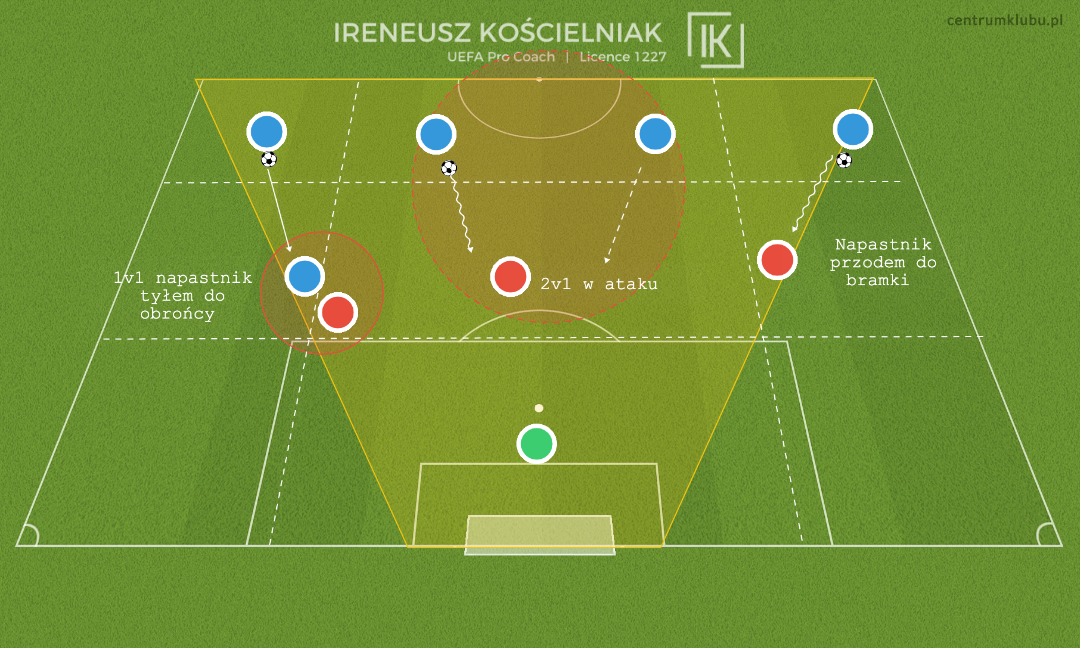 centrumklubu.pl
IRENEUSZ KOŚCIELNIAK
IK
UEFA Pro Coach | Licence 1227
1v1 napastnik
tyłem do
obrońcy
2v1 w ataku
Napastnik
przodem do
bramki